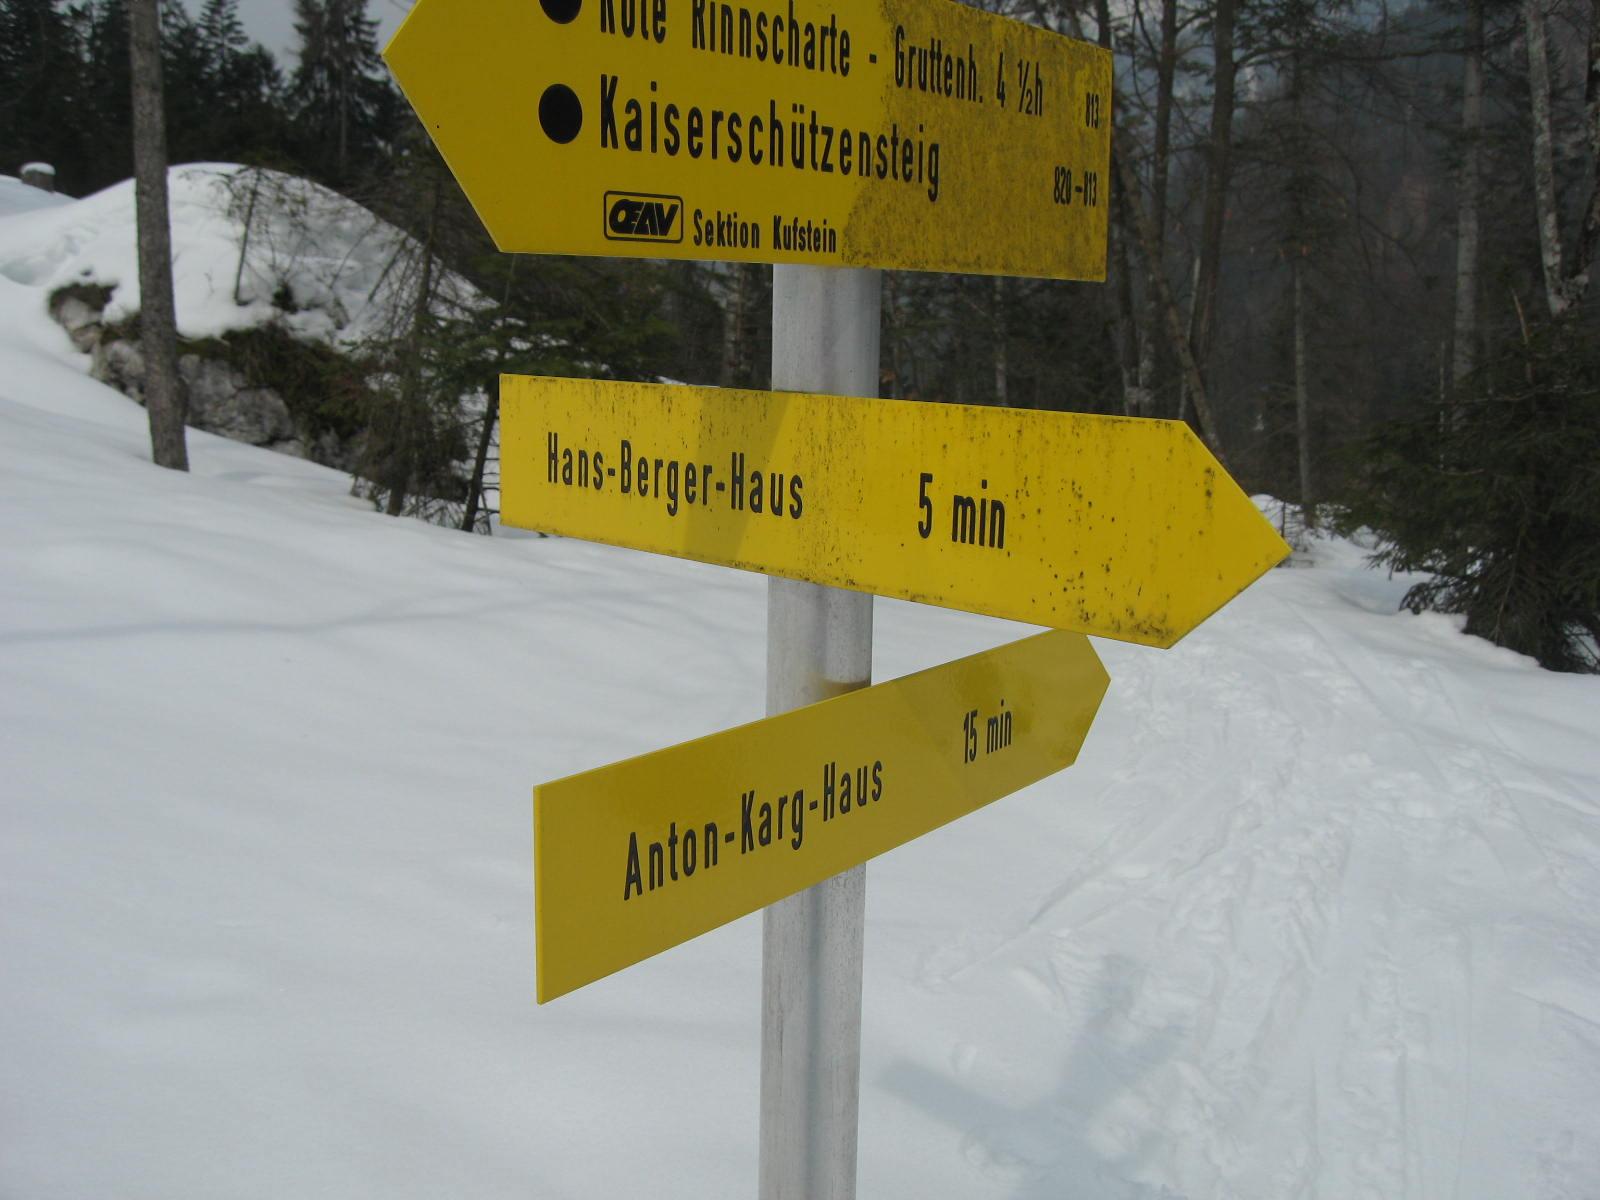 Rote Rinnscharte - Gruttenh. 4 ½h 813
Kaiserschützensteig 820-813
OEAV Sektion Kufstein
Hans-Berger-Haus 5 min
Anton-Karg-Haus 15 min